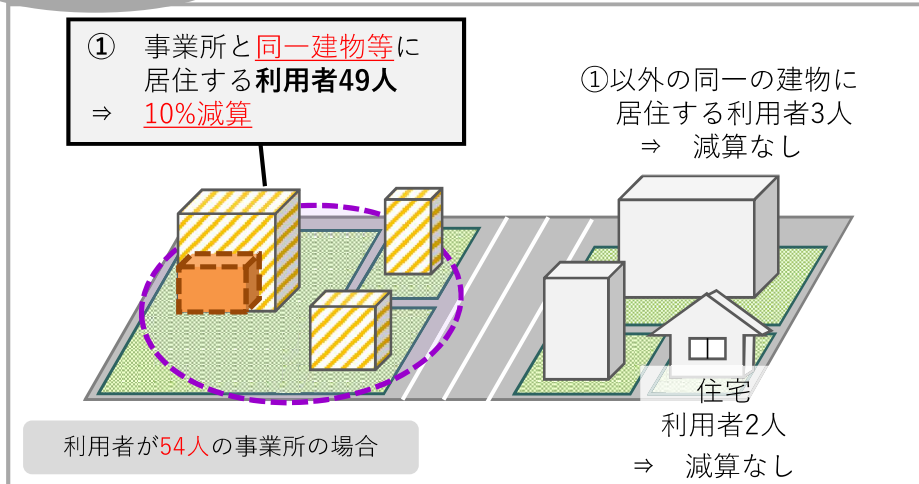 ① 事業所と同一建物等に
居住する利用者49人
⇒ 10%減算
①以外の同一の建物に
居住する利用者3人
⇒ 減算なし
住宅
利用者2人
⇒ 減算なし
利用者が54人の事業所の場合